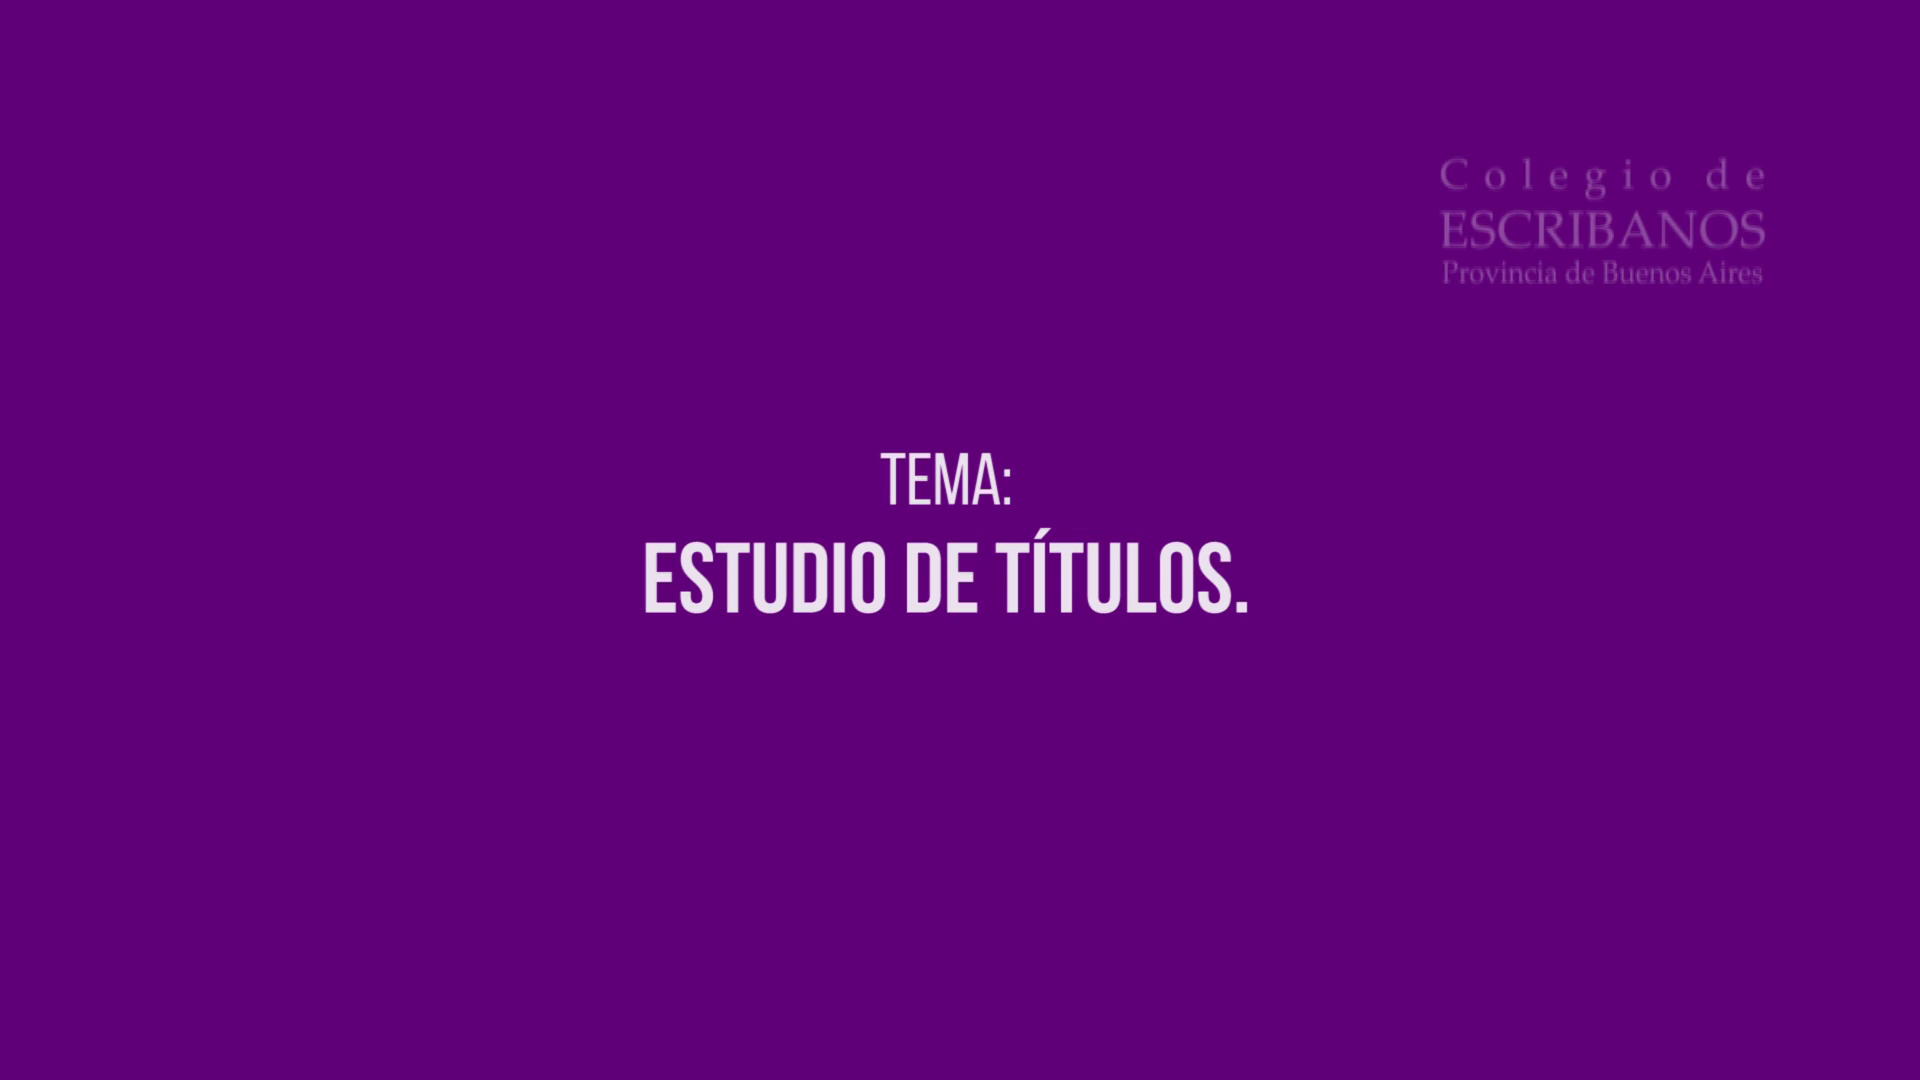 Colegio de
ESCRIBANOS
Provincia de Buenos Aires
TEMA:
ESTUDIO DE TÍTULOS.